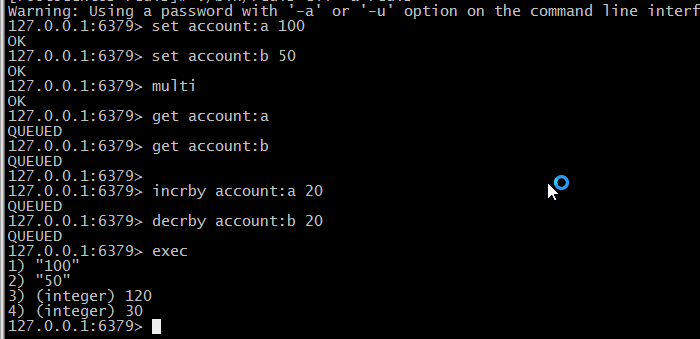 Warning: Using a password with '-a' or '-u' option on the command line interf
127.0.0.1:6379> set account:a 100
OK
127.0.0.1:6379> set account:b 50
OK
127.0.0.1:6379> multi
OK
127.0.0.1:6379> get account:a
QUEUED
127.0.0.1:6379> get account:b
QUEUED
127.0.0.1:6379>
127.0.0.1:6379> incrby account:a 20
QUEUED
127.0.0.1:6379> decrby account:b 20
QUEUED
127.0.0.1:6379> exec
1) "100"
2) "50"
3) (integer) 120
4) (integer) 30
127.0.0.1:6379>